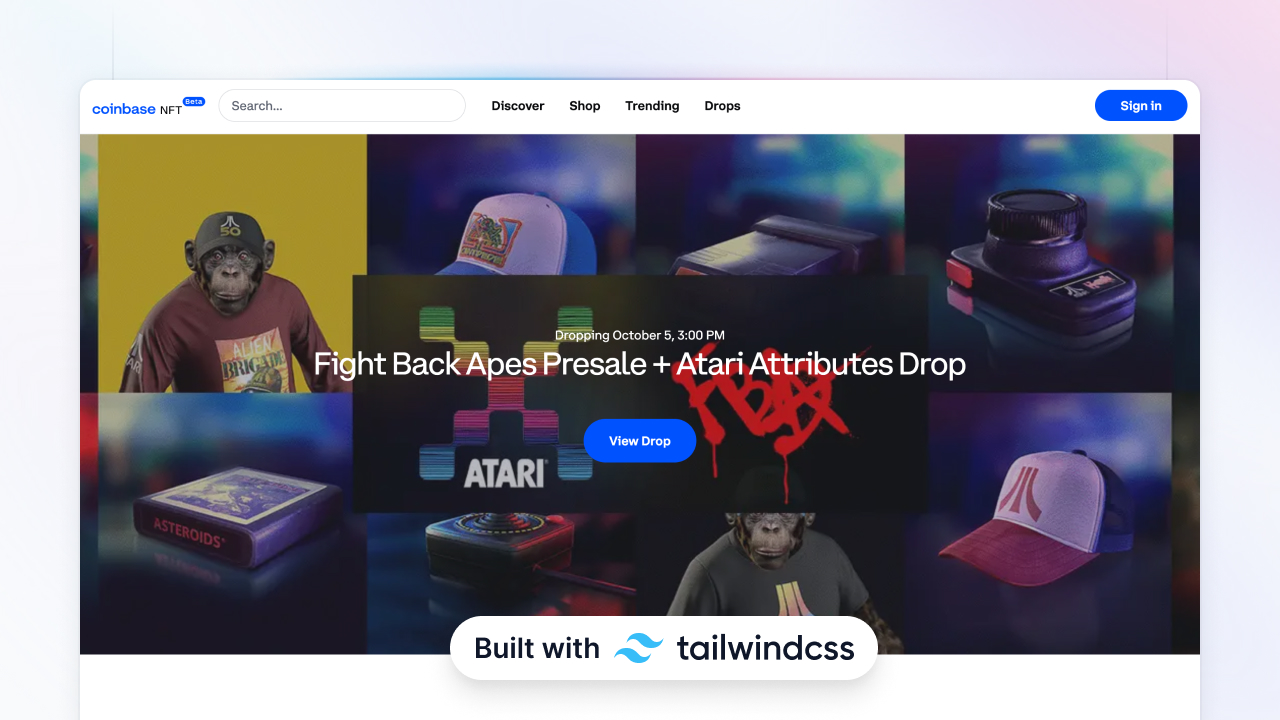 coinbase NFT Beta
Search...
Discover
Shop
Trending
Drops
Sign in
50
ALIEN
BRIGADE
Dropping October 5, 3:00 PM
Fight Back Apes Presale + Atari Attributes Drop
FBA
View Drop
ATARI
ASTEROIDS
Built with tailwindcss